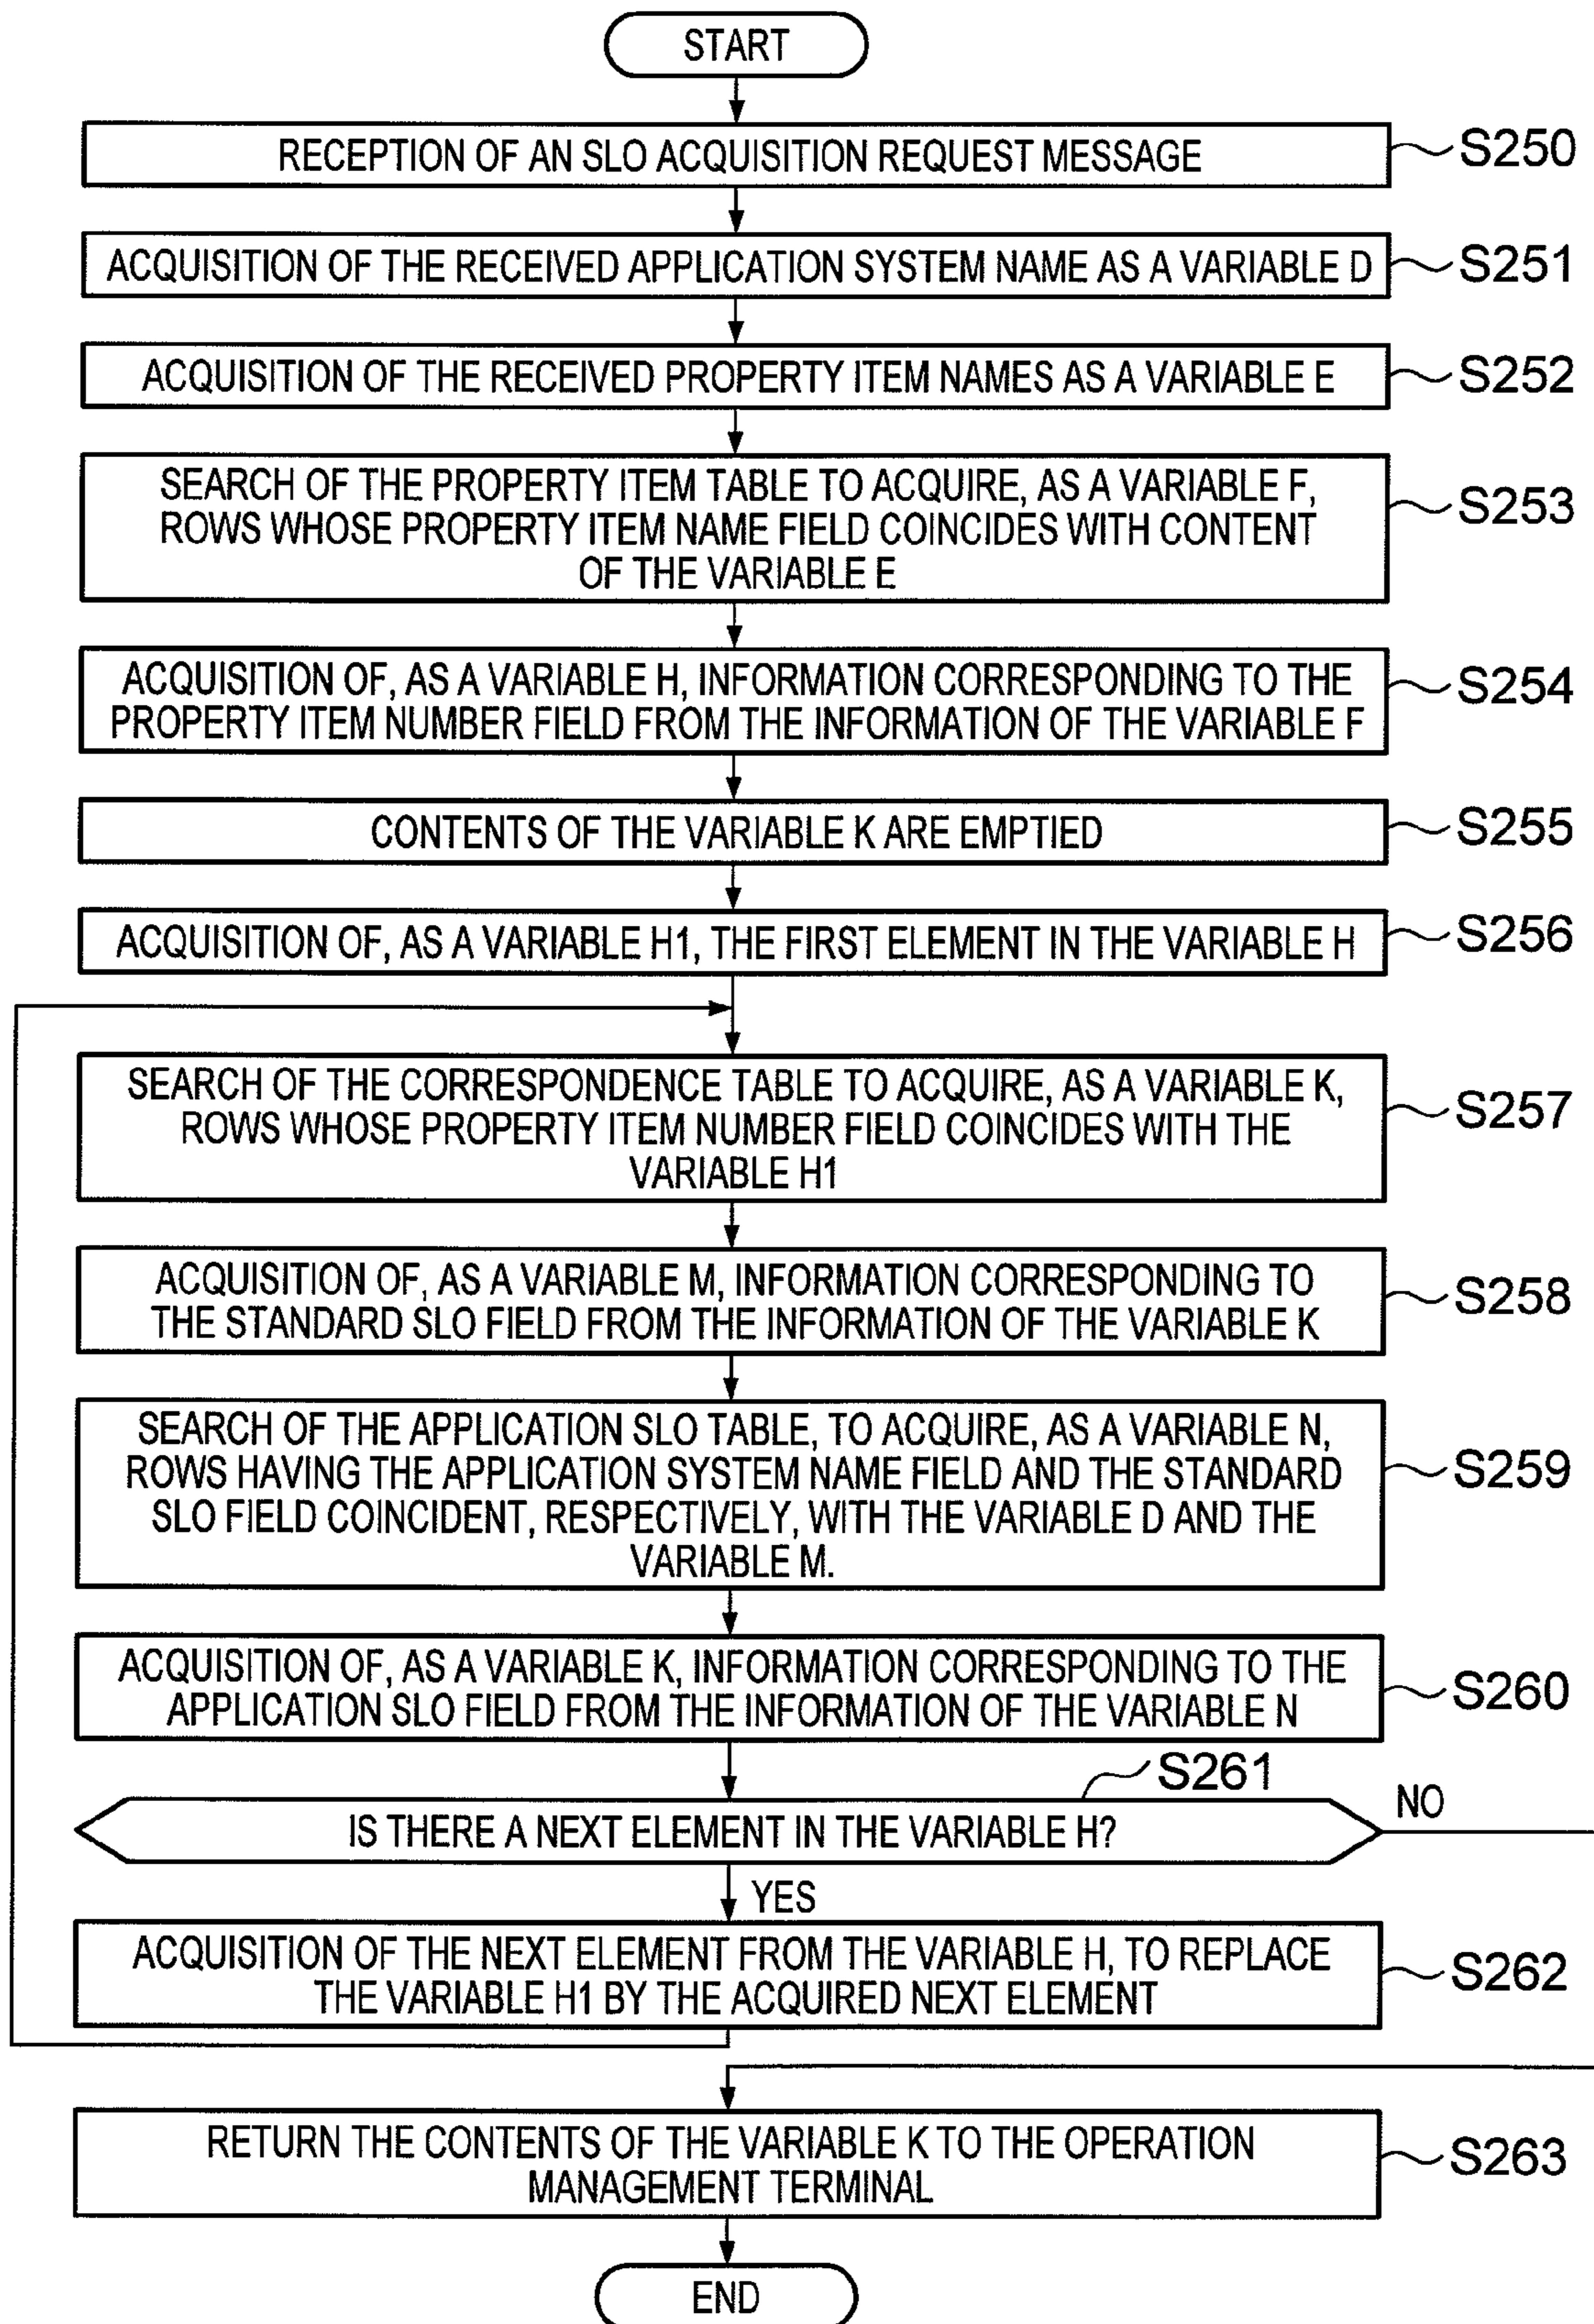 START
RECEPTION OF AN SLO ACQUISITION REQUEST MESSAGE
S250
ACQUISITION OF THE RECEIVED APPLICATION SYSTEM NAME AS A VARIABLE D
S251
ACQUISITION OF THE RECEIVED PROPERTY ITEM NAMES AS A VARIABLE E
S252
SEARCH OF THE PROPERTY ITEM TABLE TO ACQUIRE, AS A VARIABLE F,
ROWS WHOSE PROPERTY ITEM NAME FIELD COINCIDES WITH CONTENT
OF THE VARIABLE E
S253
ACQUISITION OF, AS A VARIABLE H, INFORMATION CORRESPONDING TO THE
PROPERTY ITEM NUMBER FIELD FROM THE INFORMATION OF THE VARIABLE F
S254
CONTENTS OF THE VARIABLE K ARE EMPTIED
S255
ACQUISITION OF, AS A VARIABLE H1, THE FIRST ELEMENT IN THE VARIABLE H
S256
SEARCH OF THE CORRESPONDENCE TABLE TO ACQUIRE, AS A VARIABLE K,
ROWS WHOSE PROPERTY ITEM NUMBER FIELD COINCIDES WITH THE
VARIABLE H1
S257
ACQUISITION OF, AS A VARIABLE M, INFORMATION CORRESPONDING TO
THE STANDARD SLO FIELD FROM THE INFORMATION OF THE VARIABLE K
S258
SEARCH OF THE APPLICATION SLO TABLE, TO ACQUIRE, AS A VARIABLE N,
ROWS HAVING THE APPLICATION SYSTEM NAME FIELD AND THE STANDARD
SLO FIELD COINCIDENT, RESPECTIVELY, WITH THE VARIABLE D AND THE
VARIABLE M.
S259
ACQUISITION OF, AS A VARIABLE K, INFORMATION CORRESPONDING TO THE
APPLICATION SLO FIELD FROM THE INFORMATION OF THE VARIABLE N
S260
S261
IS THERE A NEXT ELEMENT IN THE VARIABLE H?
NO
YES
ACQUISITION OF THE NEXT ELEMENT FROM THE VARIABLE H, TO REPLACE
THE VARIABLE H1 BY THE ACQUIRED NEXT ELEMENT
S262
RETURN THE CONTENTS OF THE VARIABLE K TO THE OPERATION
MANAGEMENT TERMINAL
S263
END